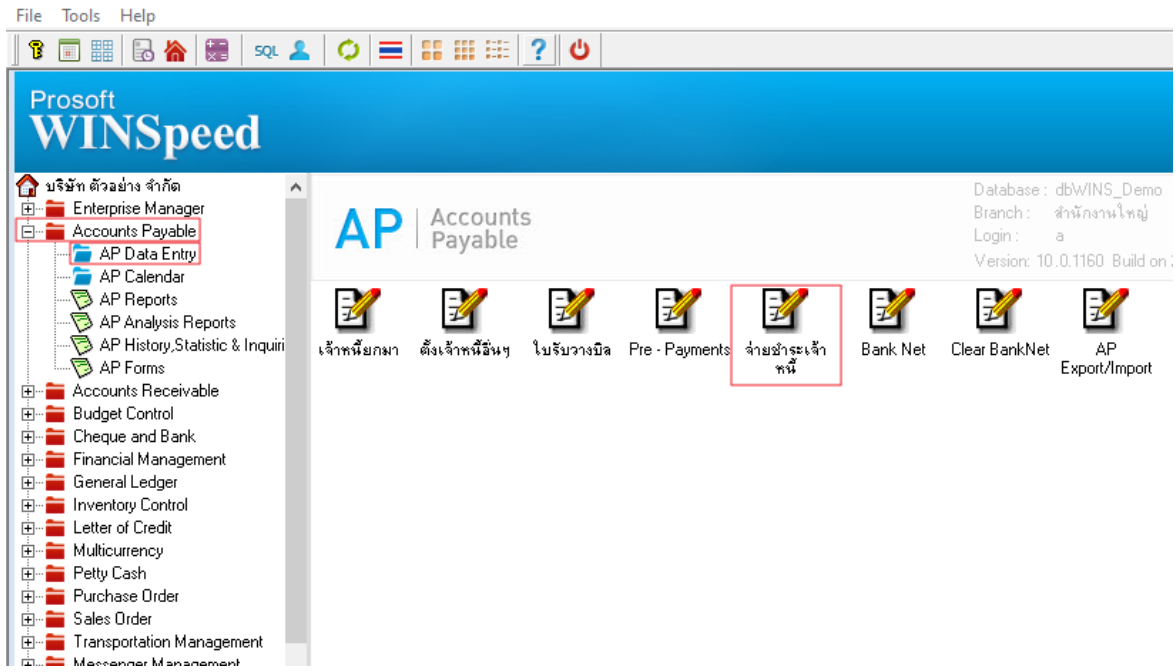 File Tools Help
SQL
?
Prosoft
WINSpeed
บริษัท ตัวอย่าง จำกัด
Enterprise Manager
Accounts Payable
AP Data Entry
AP Calendar
AP Reports
AP Analysis Reports
AP History,Statistic & Inquiri
AP Forms
Accounts Receivable
Budget Control
Cheque and Bank
Financial Management
General Ledger
Inventory Control
Letter of Credit
Multicurrency
Petty Cash
Purchase Order
Sales Order
Transportation Management
Messenger Management
AP
Accounts
Payable
Database : dbWINS_Demo
Branch : สำนักงานใหญ่
Login : a
Version: 10.0.1160 Build on
เจ้าหนี้ยกมา
ตั้งเจ้าหนี้อื่นๆ
ใบรับวางบิล
Pre - Payments
จ่ายชำระเจ้า
หนี้
Bank Net
Clear BankNet
AP
Export/Import